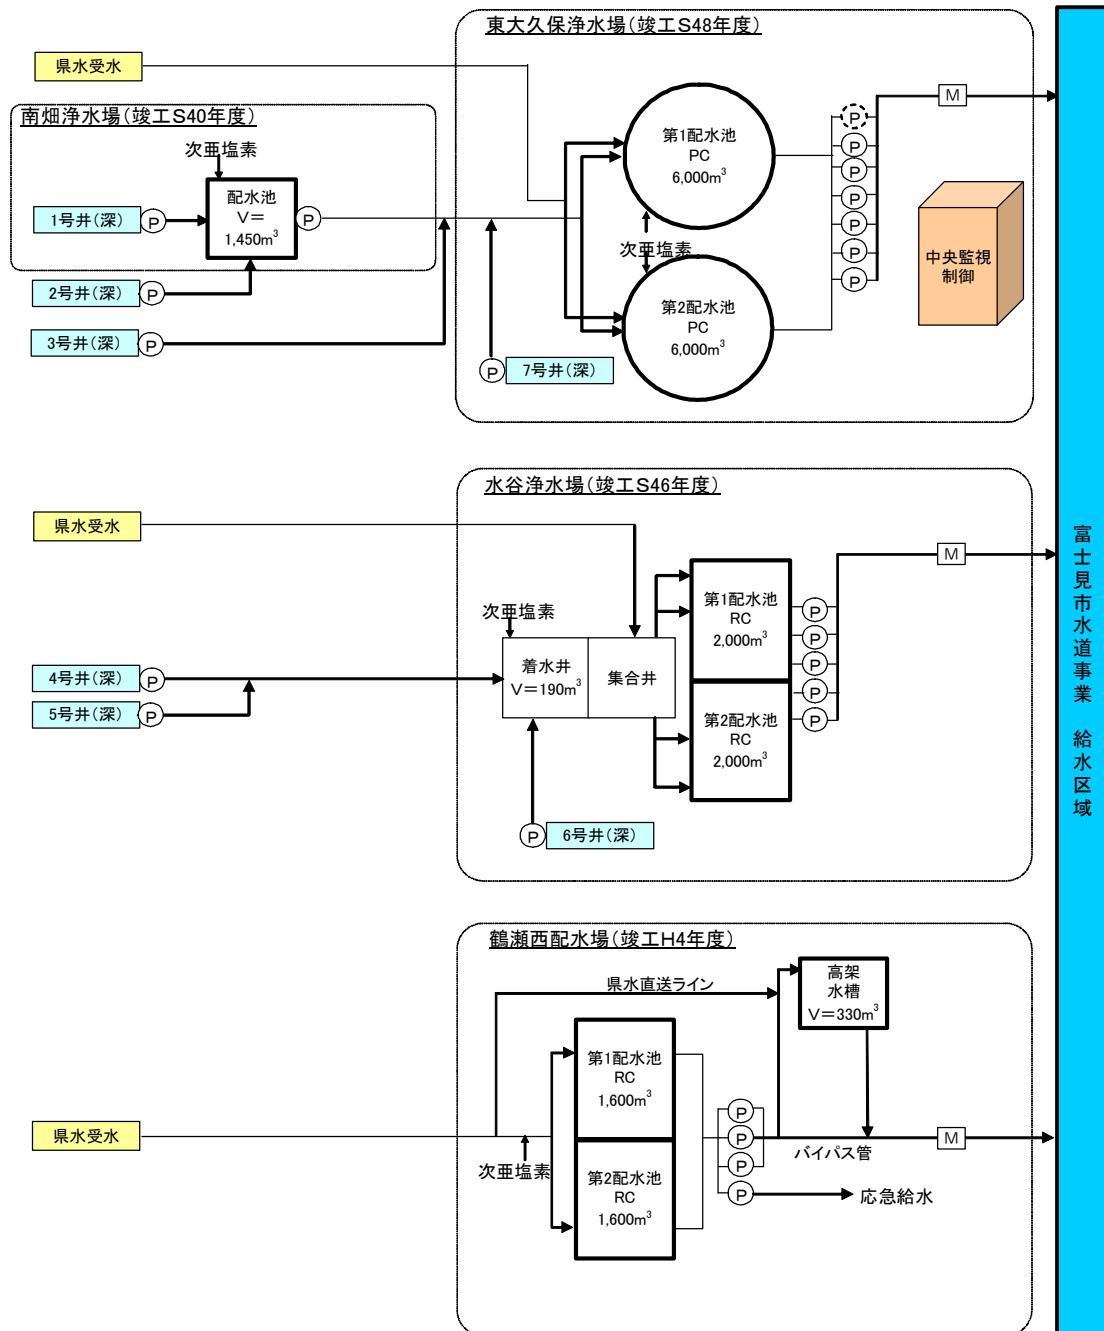 東大久保浄水場(竣工S48年度)
県水受水
南畑浄水場(竣工S40年度)
次亜塩素
配水池
V=
1,450m³
1号井(深)
P
P
2号井(深)
P
3号井(深)
P
7号井(深)
P
第1配水池
PC
6,000m³
次亜塩素
第2配水池
PC
6,000m³
P
P
P
P
P
P
P
M
中央監視
制御
水谷浄水場(竣工S46年度)
県水受水
次亜塩素
着水井
V=190m³
集合井
4号井(深)
P
5号井(深)
P
6号井(深)
P
第1配水池
RC
2,000m³
第2配水池
RC
2,000m³
P
P
P
P
P
M
鶴瀬西配水場(竣工H4年度)
県水直送ライン
高架
水槽
V=330m³
第1配水池
RC
1,600m³
県水受水
次亜塩素
第2配水池
RC
1,600m³
P
P
P
P
バイパス管
M
応急給水
富士見市水道事業 給水区域